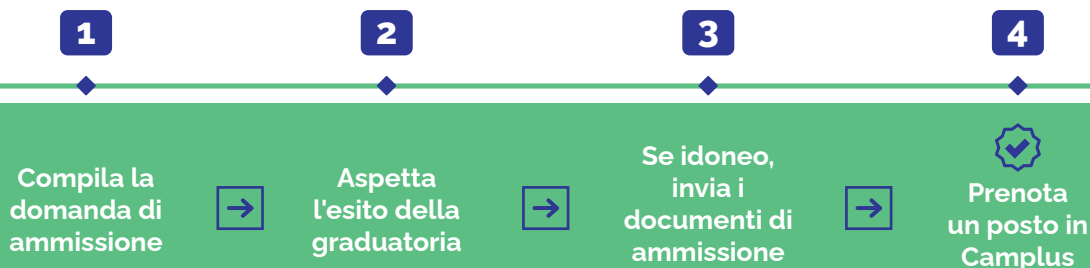 1
2
3
4
Compila la
domanda di
ammissione
Aspetta
l'esito della
graduatoria
Se idoneo,
invia i
documenti di
ammissione
Prenota
un posto in
Camplus